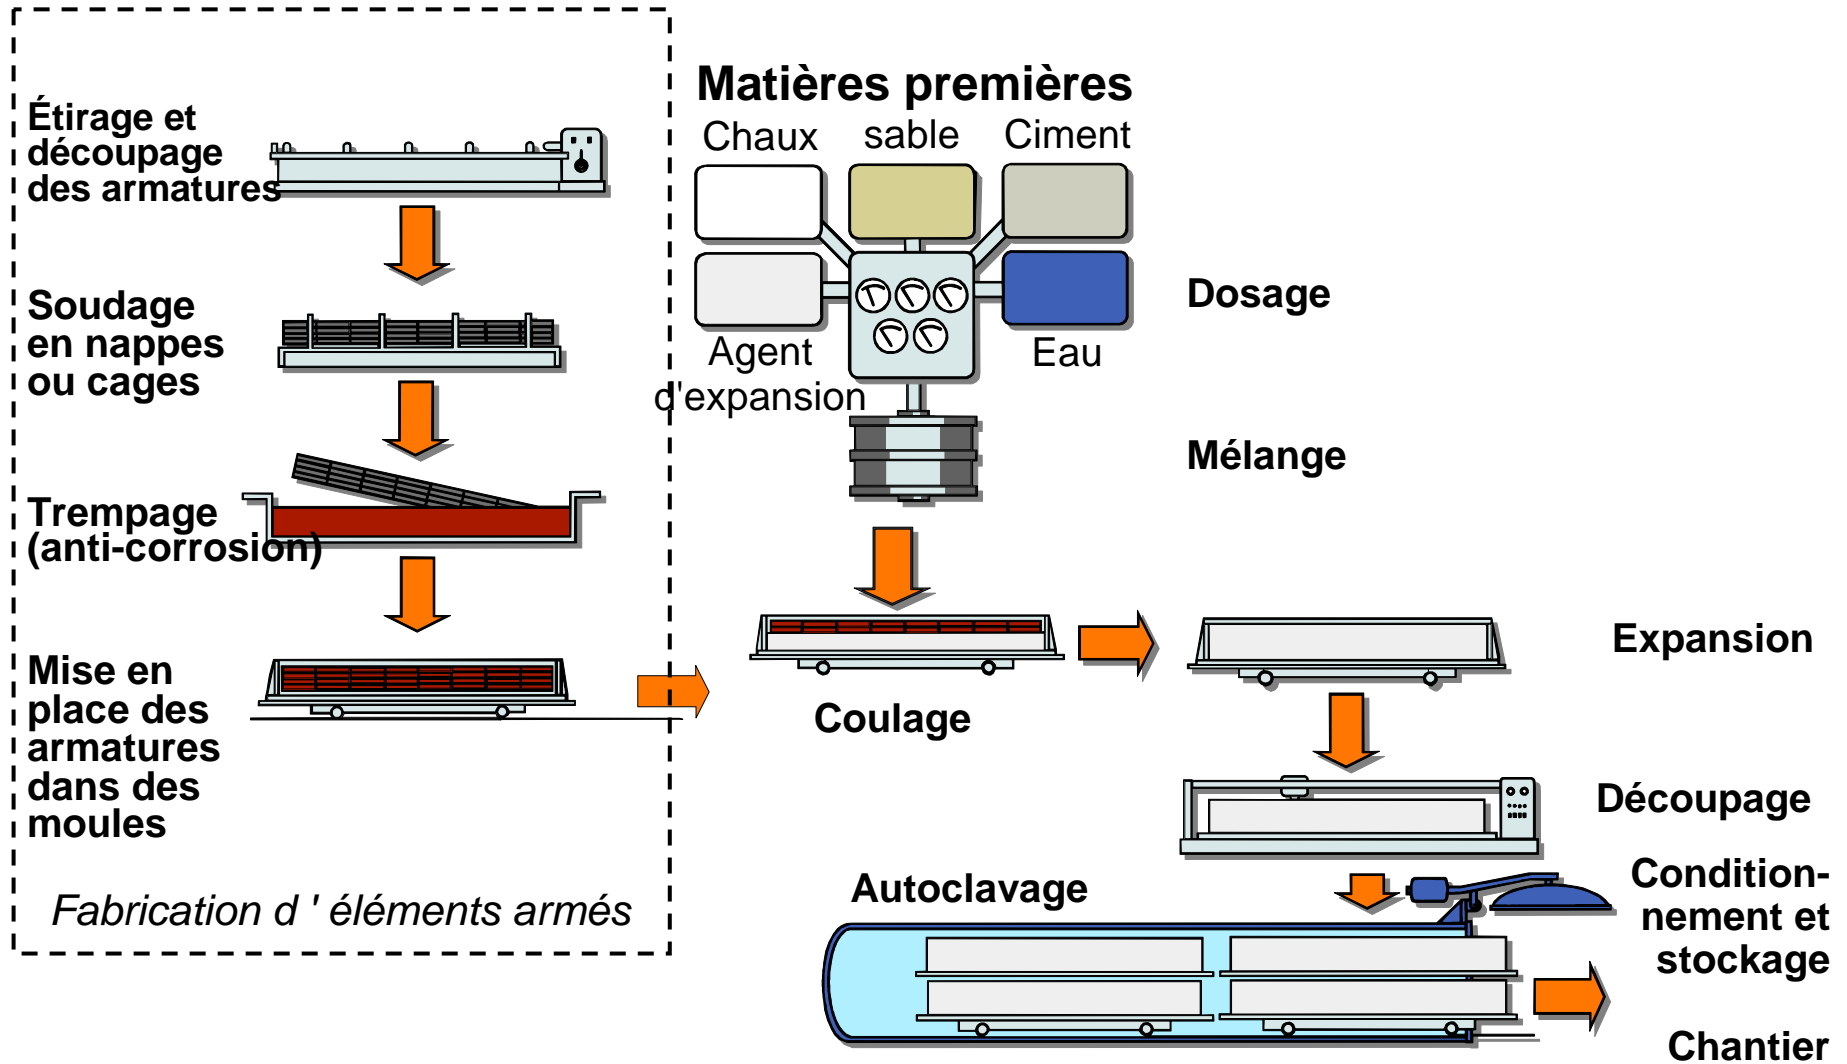 Étirage et
découpage
des armatures
Soudage
en nappes
ou cages
Trempage
(anti-corrosion)
Mise en
place des
armatures
dans des
moules
Fabrication d ' éléments armés
Matières premières
Chaux
sable
Ciment
Agent
d'expansion
Eau
Dosage
Mélange
Coulage
Expansion
Découpage
Autoclavage
Condition-
nement et
stockage
Chantier